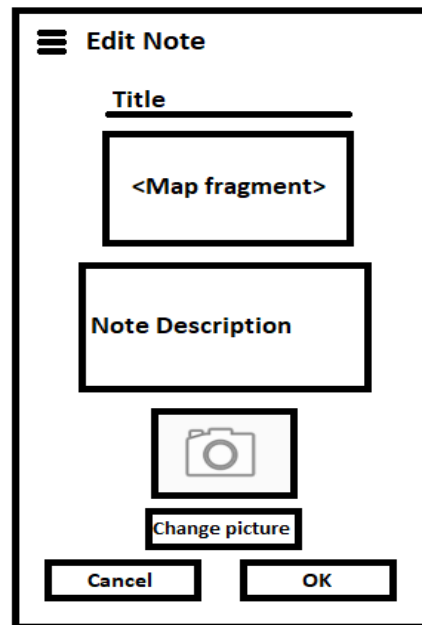 Edit Note
Title
<Map fragment>
Note Description
Change picture
Cancel
OK